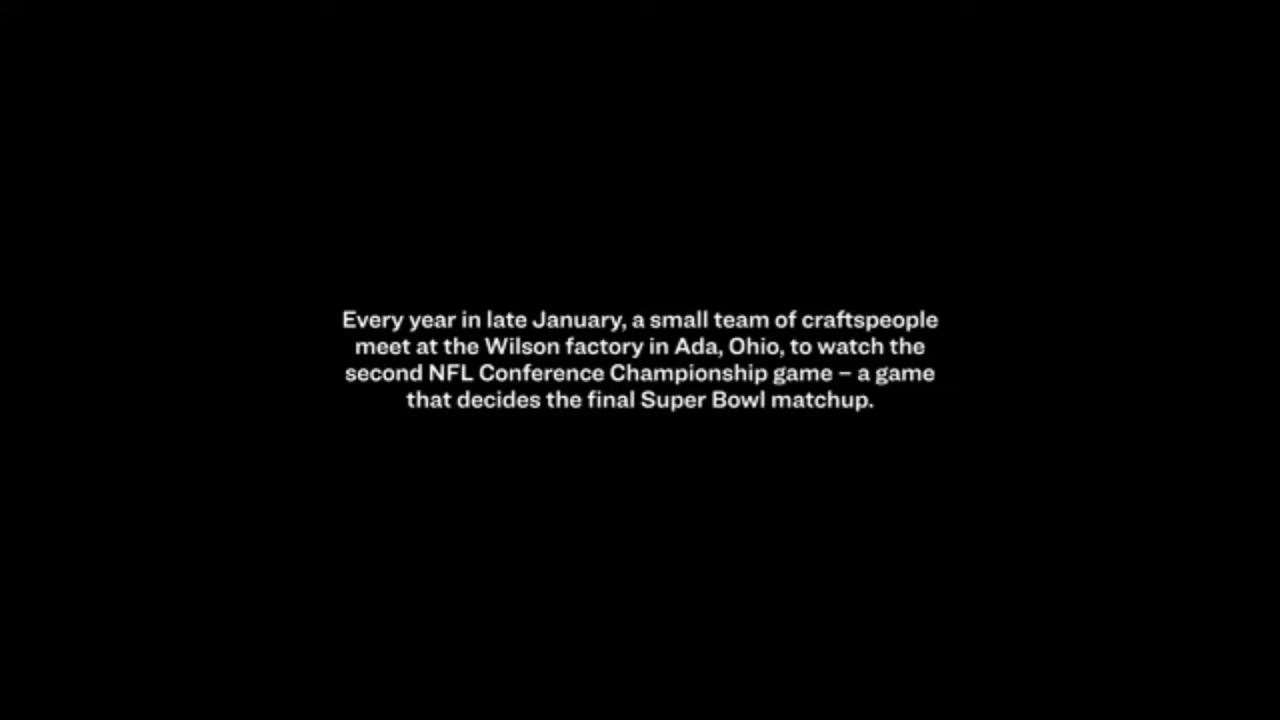 Every year in late January, a small team of craftspeople
meet at the Wilson factory in Ada, Ohio, to watch the
second NFL Conference Championship game – a game
that decides the final Super Bowl matchup.